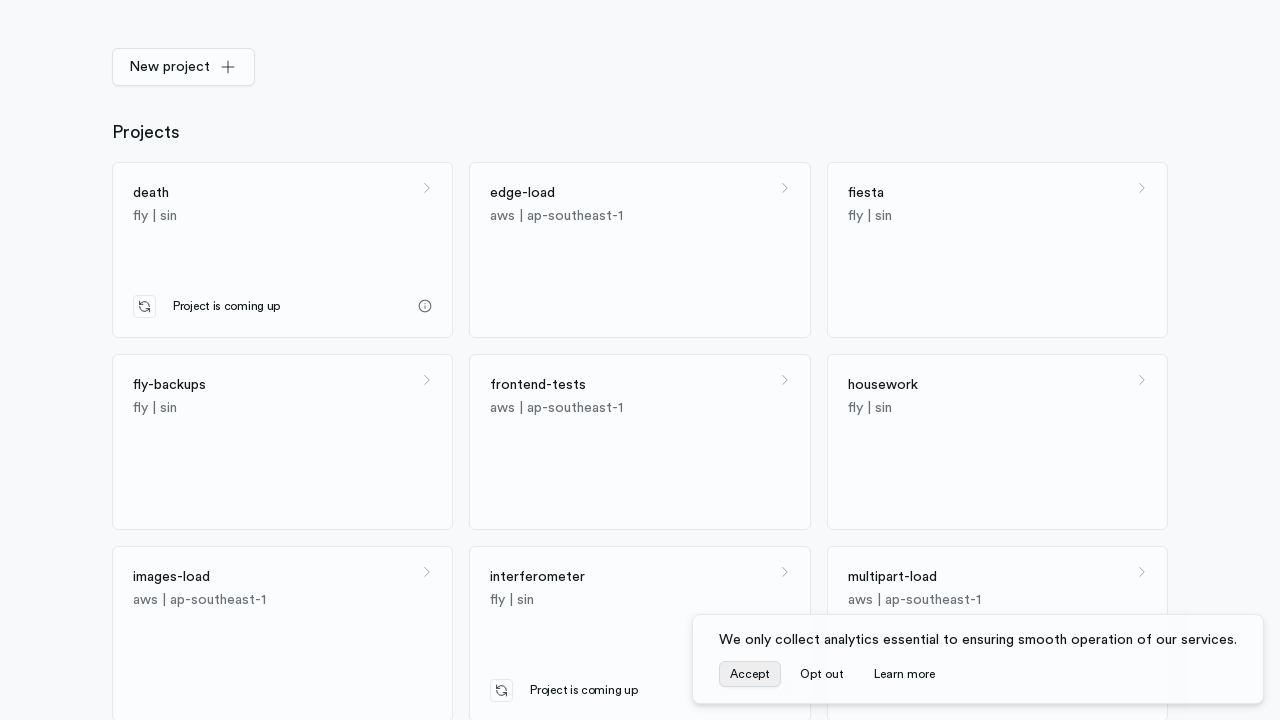 New project
Projects
death
fly | sin
Project is coming up
edge-load
aws | ap-southeast-1
fiesta
fly | sin
fly-backups
fly | sin
frontend-tests
aws | ap-southeast-1
housework
fly | sin
images-load
aws | ap-southeast-1
interferometer
fly | sin
Project is coming up
multipart-load
aws | ap-southeast-1
We only collect analytics essential to ensuring smooth operation of our services.
Accept Opt out Learn more